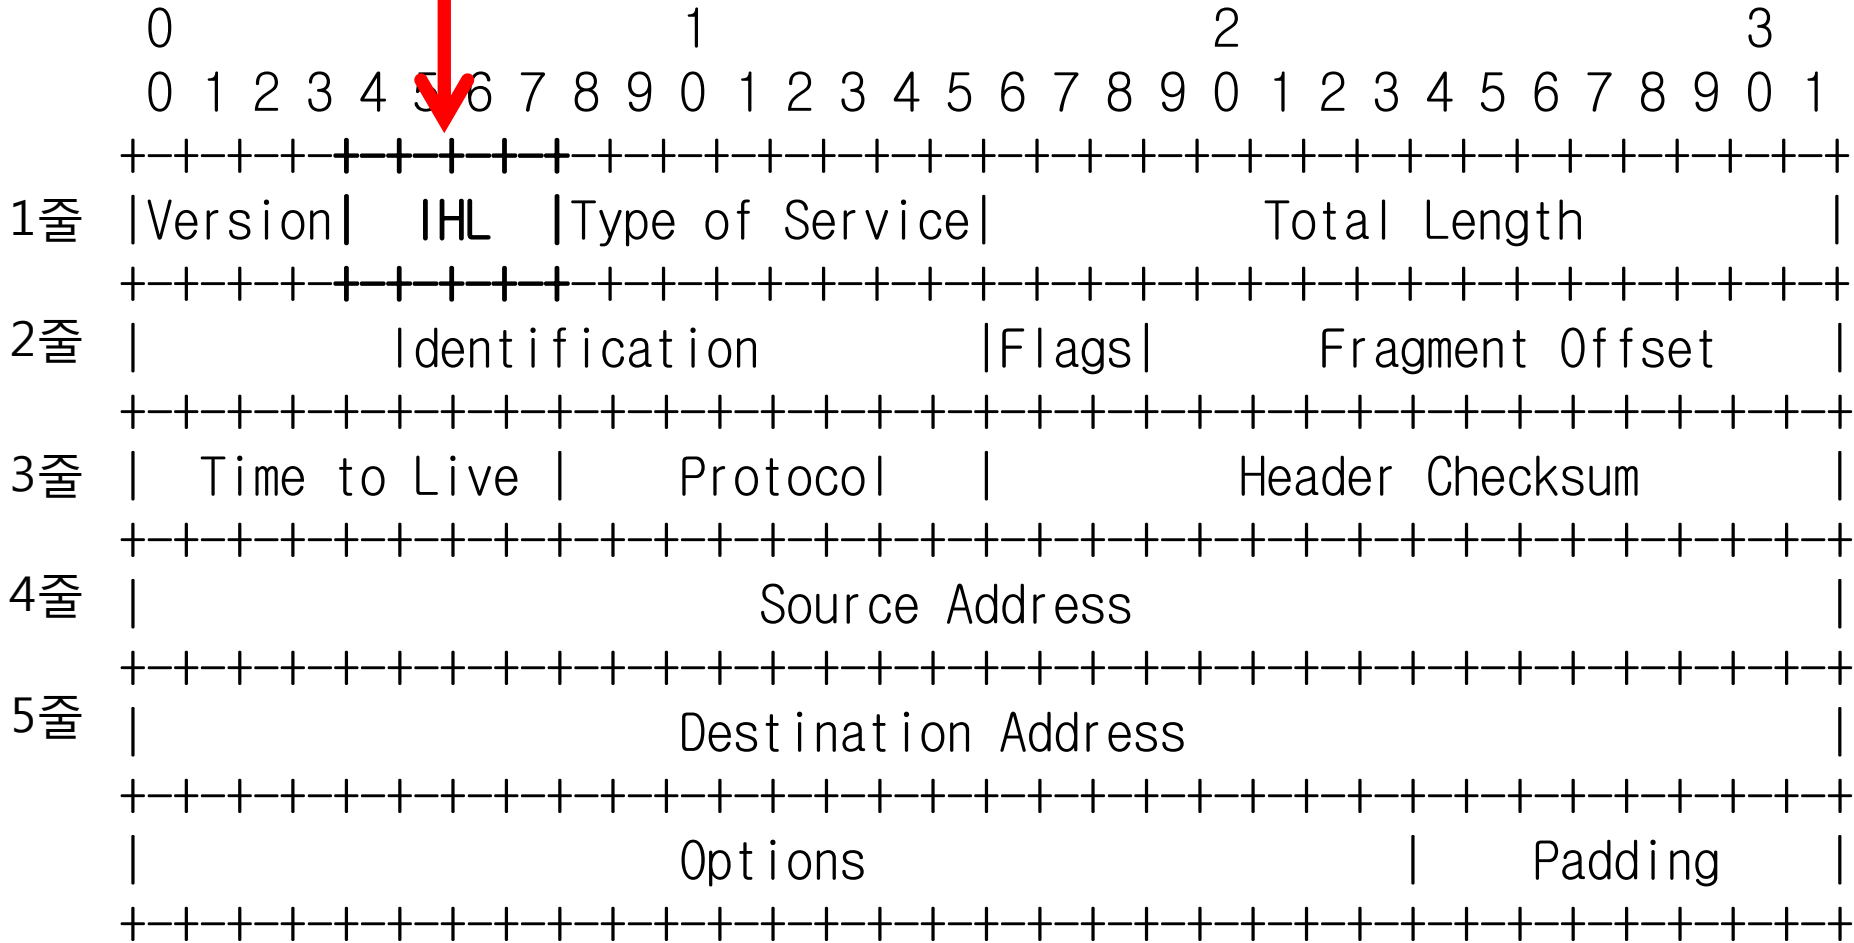 0 1 2 3
0 1 2 3 4 5 6 7 8 9 0 1 2 3 4 5 6 7 8 9 0 1 2 3 4 5 6 7 8 9 0 1
+-+-+-+-+-+-+-+-+-+-+-+-+-+-+-+-+-+-+-+-+-+-+-+-+-+-+-+-+-+-+-+-+
1줄 |Version| IHL |Type of Service| Total Length |
+-+-+-+-+-+-+-+-+-+-+-+-+-+-+-+-+-+-+-+-+-+-+-+-+-+-+-+-+-+-+-+-+
2줄 | Identification |Flags| Fragment Offset |
+-+-+-+-+-+-+-+-+-+-+-+-+-+-+-+-+-+-+-+-+-+-+-+-+-+-+-+-+-+-+-+-+
3줄 | Time to Live | Protocol | Header Checksum |
+-+-+-+-+-+-+-+-+-+-+-+-+-+-+-+-+-+-+-+-+-+-+-+-+-+-+-+-+-+-+-+-+
4줄 | Source Address |
+-+-+-+-+-+-+-+-+-+-+-+-+-+-+-+-+-+-+-+-+-+-+-+-+-+-+-+-+-+-+-+-+
5줄 | Destination Address |
+-+-+-+-+-+-+-+-+-+-+-+-+-+-+-+-+-+-+-+-+-+-+-+-+-+-+-+-+-+-+-+-+
| Options | Padding |
+-+-+-+-+-+-+-+-+-+-+-+-+-+-+-+-+-+-+-+-+-+-+-+-+-+-+-+-+-+-+-+-+